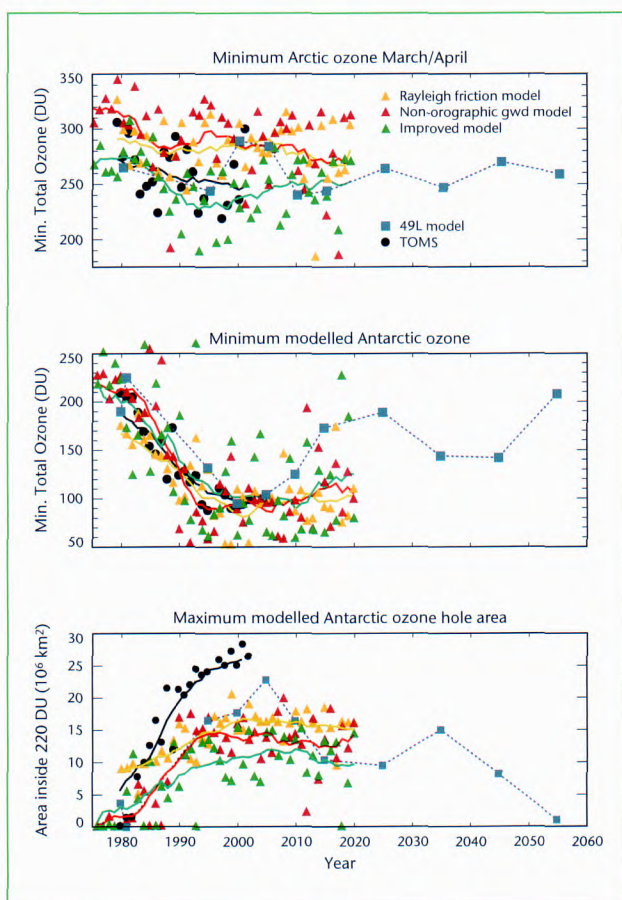 Minimum Arctic ozone March/April
Min. Total Ozone (DU)
350
300
250
200
Rayleigh friction model
Non-orographic gwd model
Improved model
49L model
TOMS
Minimum modelled Antarctic ozone
Min. Total Ozone (DU)
250
200
150
100
50
Maximum modelled Antarctic ozone hole area
Area inside 220 DU (10⁶ km²)
30
25
20
15
10
5
0
1980 1990 2000 2010 2020 2030 2040 2050 2060
Year